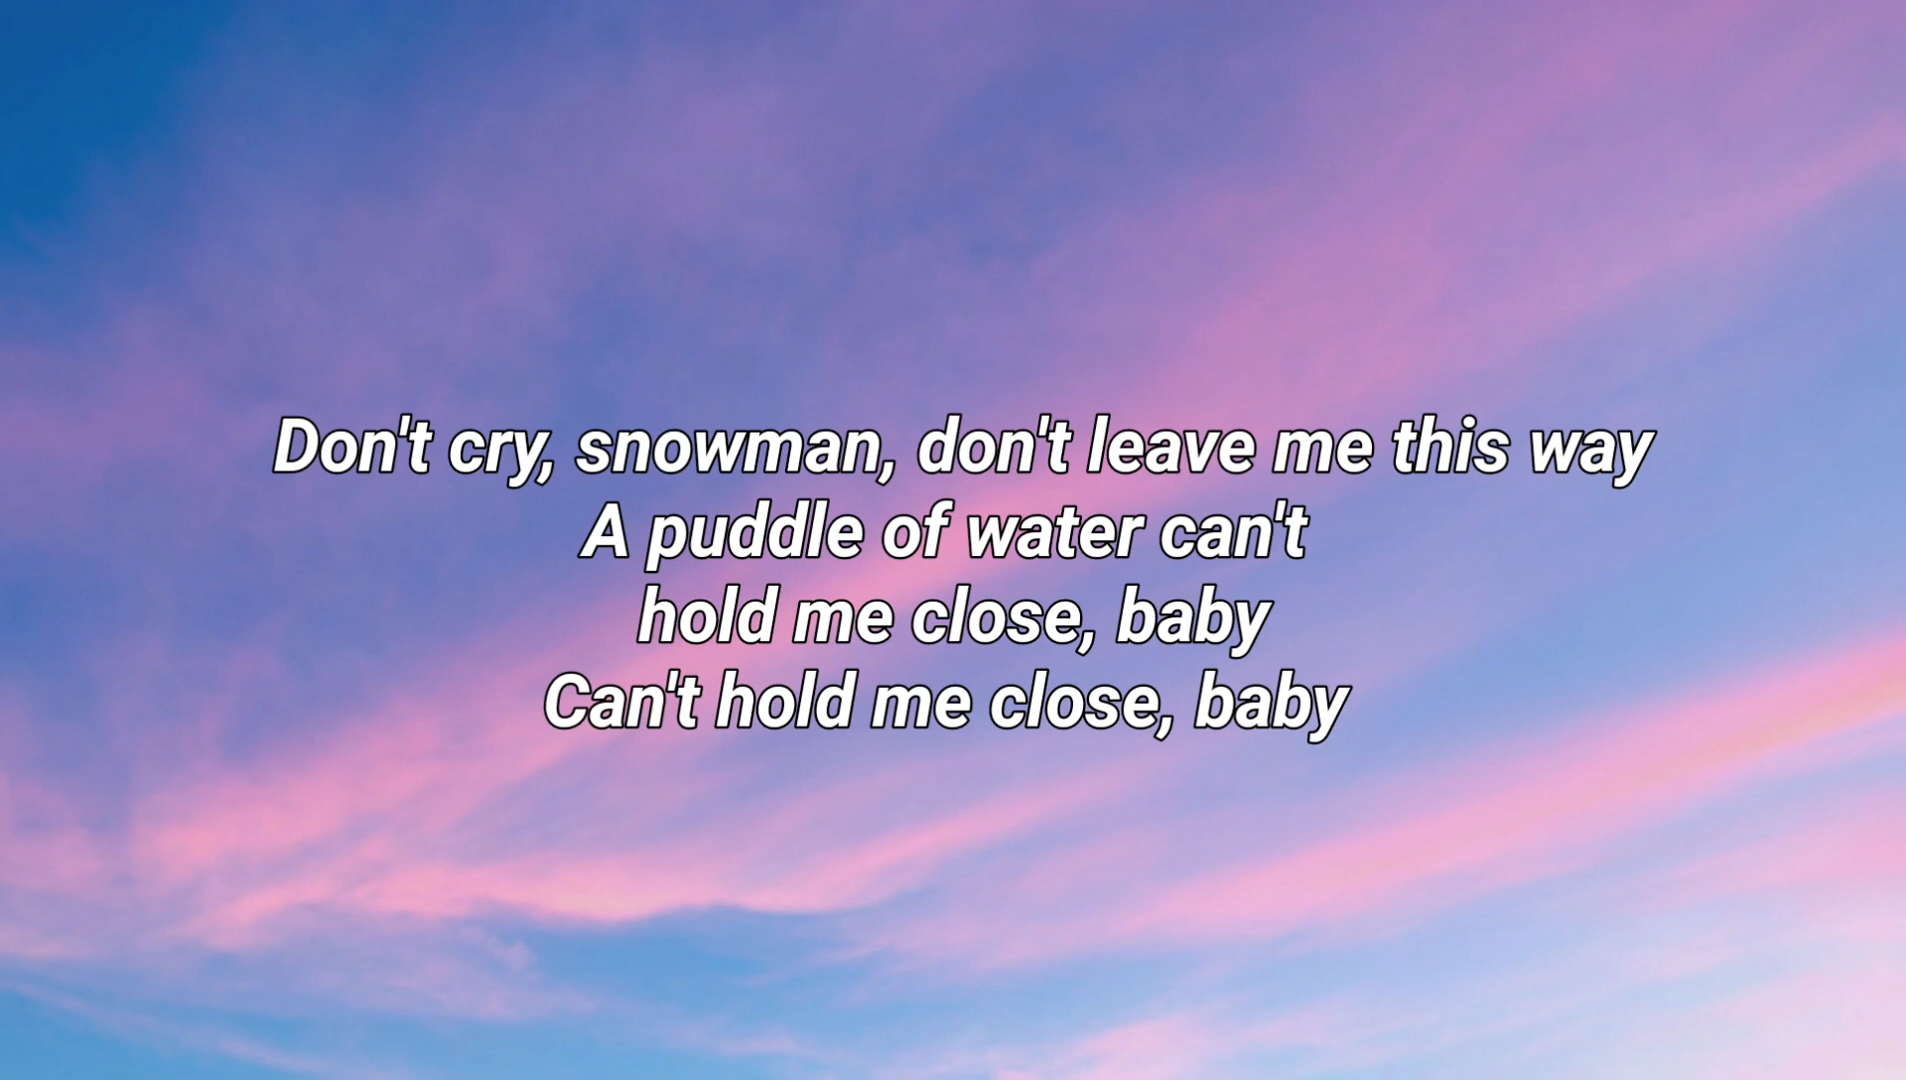 Don't cry, snowman, don't leave me this way
A puddle of water can't
hold me close, baby
Can't hold me close, baby